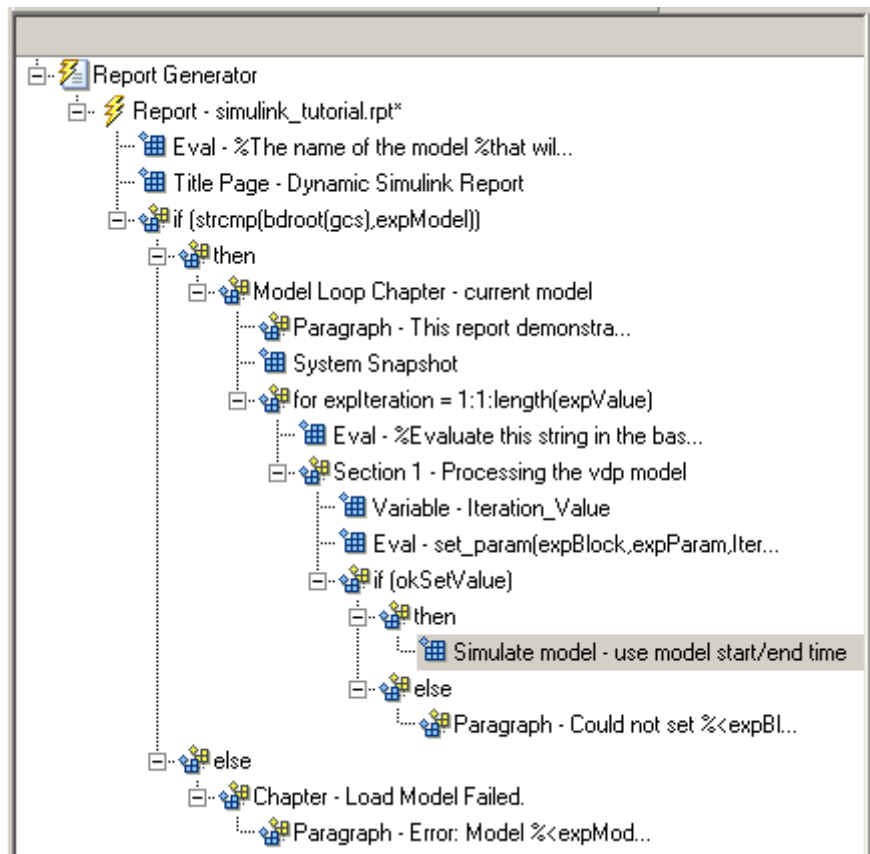 Report Generator
Report - simulink_tutorial.rpt*
Eval - %The name of the model %that wil...
Title Page - Dynamic Simulink Report
if (strcmp(bdroot(gcs),expModel))
then
Model Loop Chapter - current model
Paragraph - This report demonstra...
System Snapshot
for expIteration = 1:1:length(expValue)
Eval - %Evaluate this string in the bas...
Section 1 - Processing the vdp model
Variable - Iteration_Value
Eval - set_param(expBlock,expParam,Iter...
if (okSetValue)
then
Simulate model - use model start/end time
else
Paragraph - Could not set %<expBl...
else
Chapter - Load Model Failed.
Paragraph - Error: Model %<expMod...